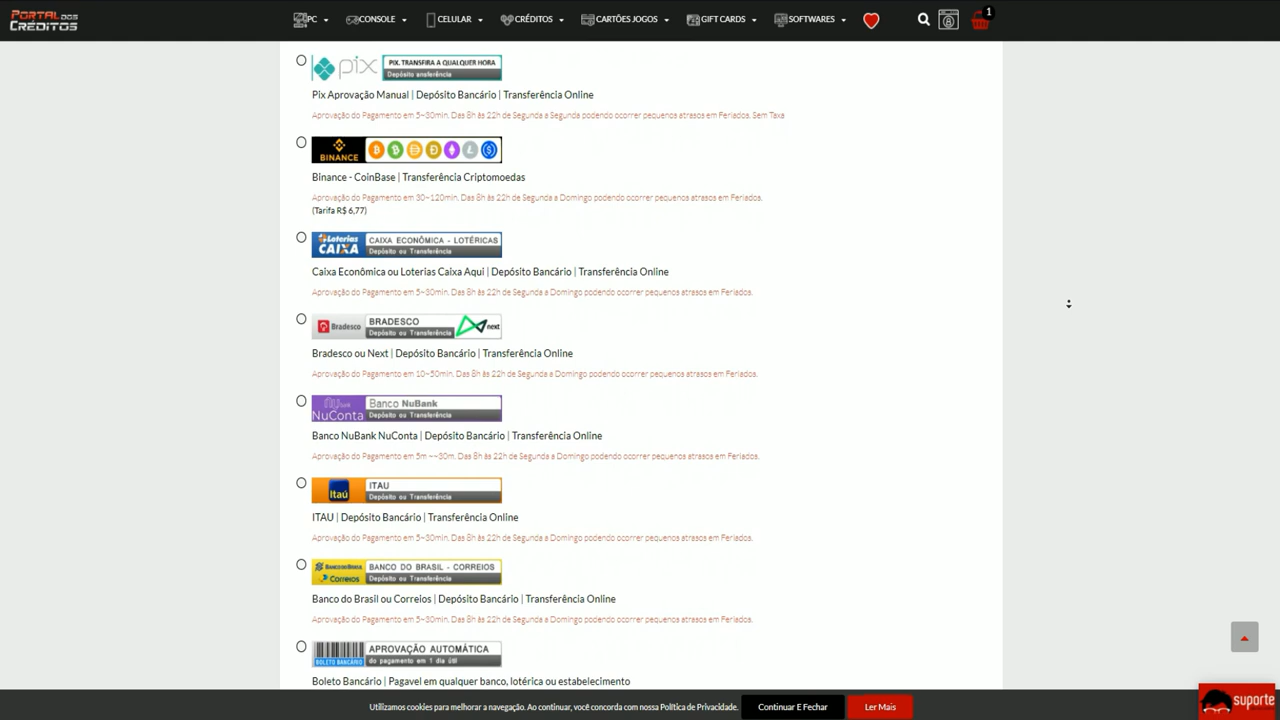 PORTAL DOS CRÉDITOS
PC
CONSOLE
CELULAR
CRÉDITOS
CARTÕES JOGOS
GIFT CARDS
SOFTWARES
1
pix
PIX. TRANSFIRA A QUALQUER HORA
Depósito ansferência
Pix Aprovação Manual | Depósito Bancário | Transferência Online
Aprovação do Pagamento em 5~30min. Das 8h às 22h de Segunda a Segunda podendo ocorrer pequenos atrasos em Feriados. Sem Taxa
BINANCE
Binance - CoinBase | Transferência Criptomoedas
Aprovação do Pagamento em 30~120min. Das 8h às 22h de Segunda a Domingo podendo ocorrer pequenos atrasos em Feriados.
(Tarifa R$ 6,77)
Loterias CAIXA
CAIXA ECONÔMICA - LOTÉRICAS
Depósito ou Transferência
Caixa Econômica ou Loterias Caixa Aqui | Depósito Bancário | Transferência Online
Aprovação do Pagamento em 5~30min. Das 8h às 22h de Segunda a Domingo podendo ocorrer pequenos atrasos em Feriados.
Bradesco
BRADESCO
Depósito ou Transferência
next
Bradesco ou Next | Depósito Bancário | Transferência Online
Aprovação do Pagamento em 10~50min. Das 8h às 22h de Segunda a Domingo podendo ocorrer pequenos atrasos em Feriados.
NuConta
Banco NuBank
Depósito ou Transferência
Banco NuBank NuConta | Depósito Bancário | Transferência Online
Aprovação do Pagamento em 5m ~~30m. Das 8h às 22h de Segunda a Domingo podendo ocorrer pequenos atrasos em Feriados.
Itaú
ITAU
Depósito ou Transferência
ITAU | Depósito Bancário | Transferência Online
Aprovação do Pagamento em 5~30min. Das 8h às 22h de Segunda a Domingo podendo ocorrer pequenos atrasos em Feriados.
BANCO DO BRASIL
Correios
BANCO DO BRASIL - CORREIOS
Depósito ou Transferência
Banco do Brasil ou Correios | Depósito Bancário | Transferência Online
Aprovação do Pagamento em 5~30min. Das 8h às 22h de Segunda a Domingo podendo ocorrer pequenos atrasos em Feriados.
BOLETO BANCÁRIO
APROVAÇÃO AUTOMÁTICA
do pagamento em 1 dia útil
Boleto Bancário | Pagavel em qualquer banco, lotérica ou estabelecimento
Utilizamos cookies para melhorar a navegação. Ao continuar, você concorda com nossa Política de Privacidade.
Continuar E Fechar
Ler Mais
suporte